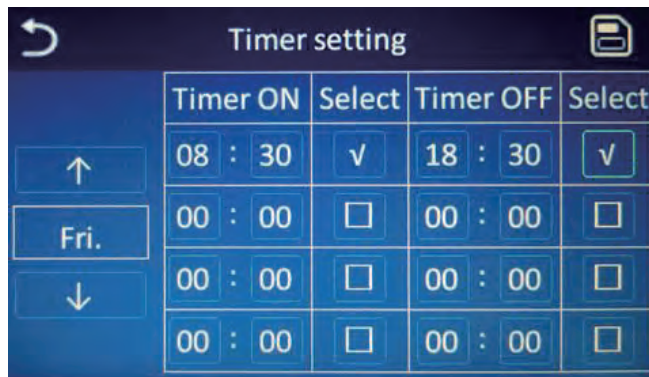 Timer setting
Timer ON Select Timer OFF Select
08 : 30 √ 18 : 30 √
00 : 00 ☐ 00 : 00 ☐
Fri.
00 : 00 ☐ 00 : 00 ☐
00 : 00 ☐ 00 : 00 ☐